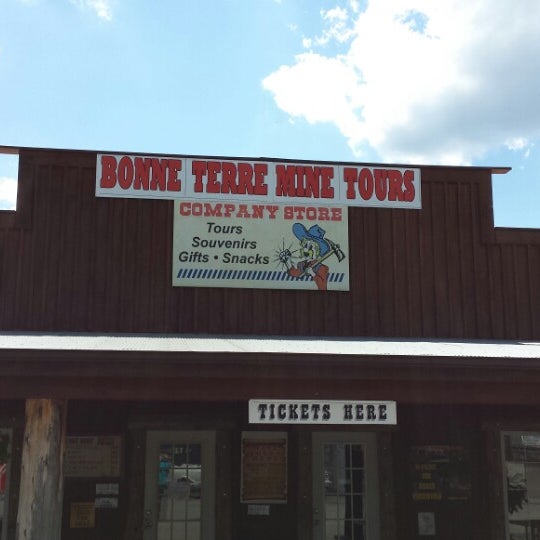 BONNE TERRE MINE TOURS
COMPANY STORE
Tours
Souvenirs
Gifts • Snacks
TICKETS HERE